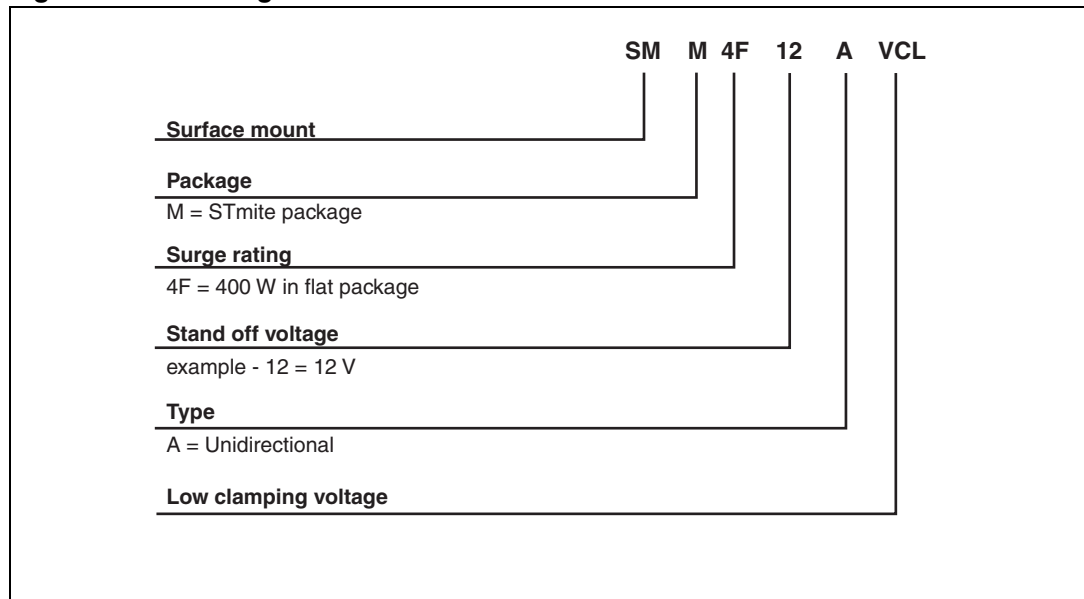 SM M 4F 12 A VCL
Surface mount
Package
M = STmite package
Surge rating
4F = 400 W in flat package
Stand off voltage
example - 12 = 12 V
Type
A = Unidirectional
Low clamping voltage